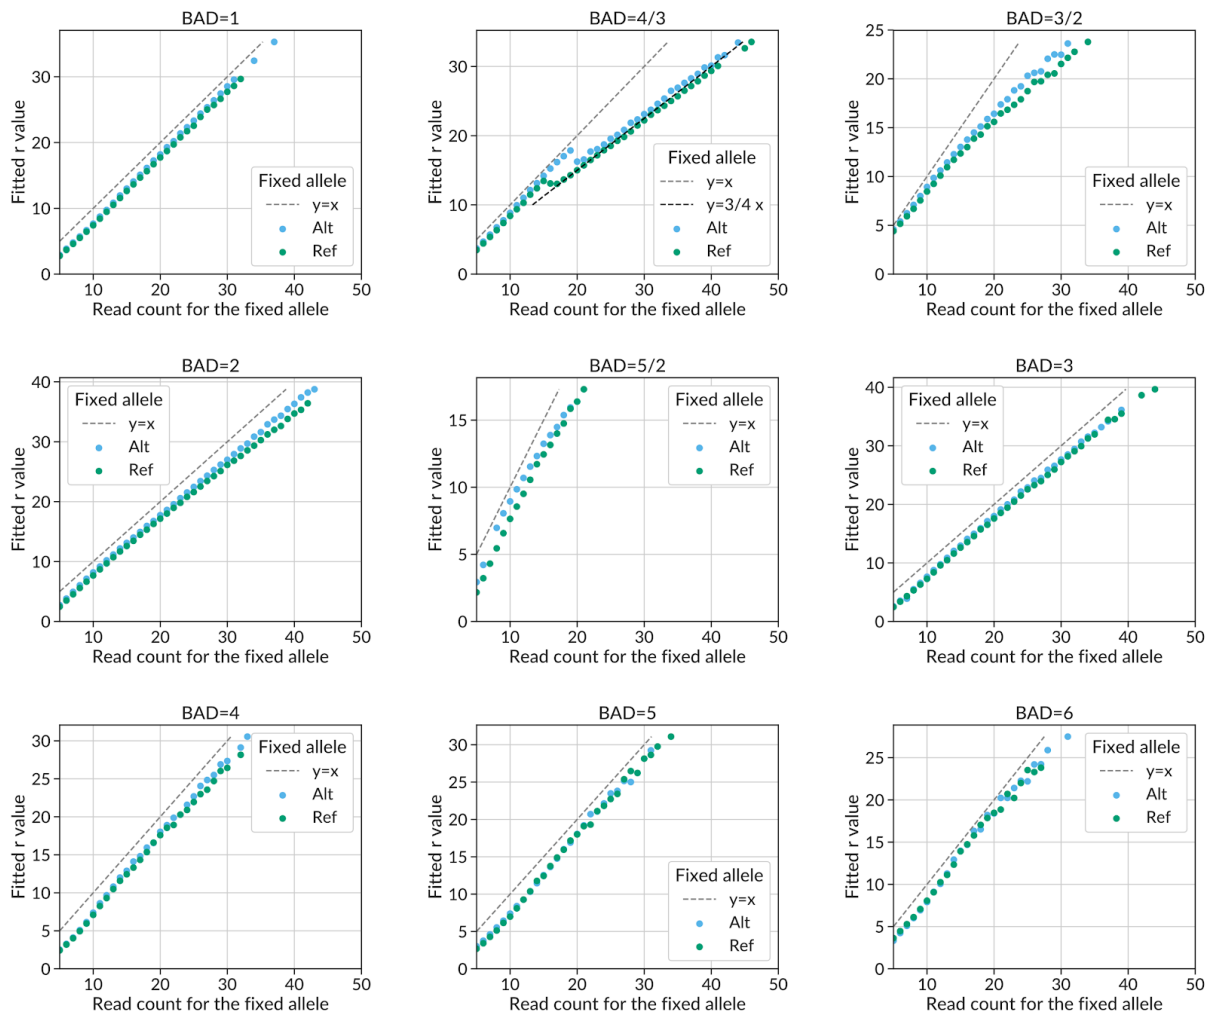 BAD=1
Fitted r value
30
20
10
0
10 20 30 40 50
Read count for the fixed allele
Fixed allele
y=x
Alt
Ref
BAD=4/3
Fitted r value
30
20
10
0
10 20 30 40 50
Read count for the fixed allele
Fixed allele
y=x
y=3/4 x
Alt
Ref
BAD=3/2
Fitted r value
25
20
15
10
5
0
10 20 30 40 50
Read count for the fixed allele
Fixed allele
y=x
Alt
Ref
BAD=2
Fitted r value
40
30
20
10
0
10 20 30 40 50
Read count for the fixed allele
Fixed allele
y=x
Alt
Ref
BAD=5/2
Fitted r value
15
10
5
0
10 20 30 40 50
Read count for the fixed allele
Fixed allele
y=x
Alt
Ref
BAD=3
Fitted r value
40
30
20
10
0
10 20 30 40 50
Read count for the fixed allele
Fixed allele
y=x
Alt
Ref
BAD=4
Fitted r value
30
25
20
15
10
5
0
10 20 30 40 50
Read count for the fixed allele
Fixed allele
y=x
Alt
Ref
BAD=5
Fitted r value
30
25
20
15
10
5
0
10 20 30 40 50
Read count for the fixed allele
Fixed allele
y=x
Alt
Ref
BAD=6
Fitted r value
25
20
15
10
5
0
10 20 30 40 50
Read count for the fixed allele
Fixed allele
y=x
Alt
Ref